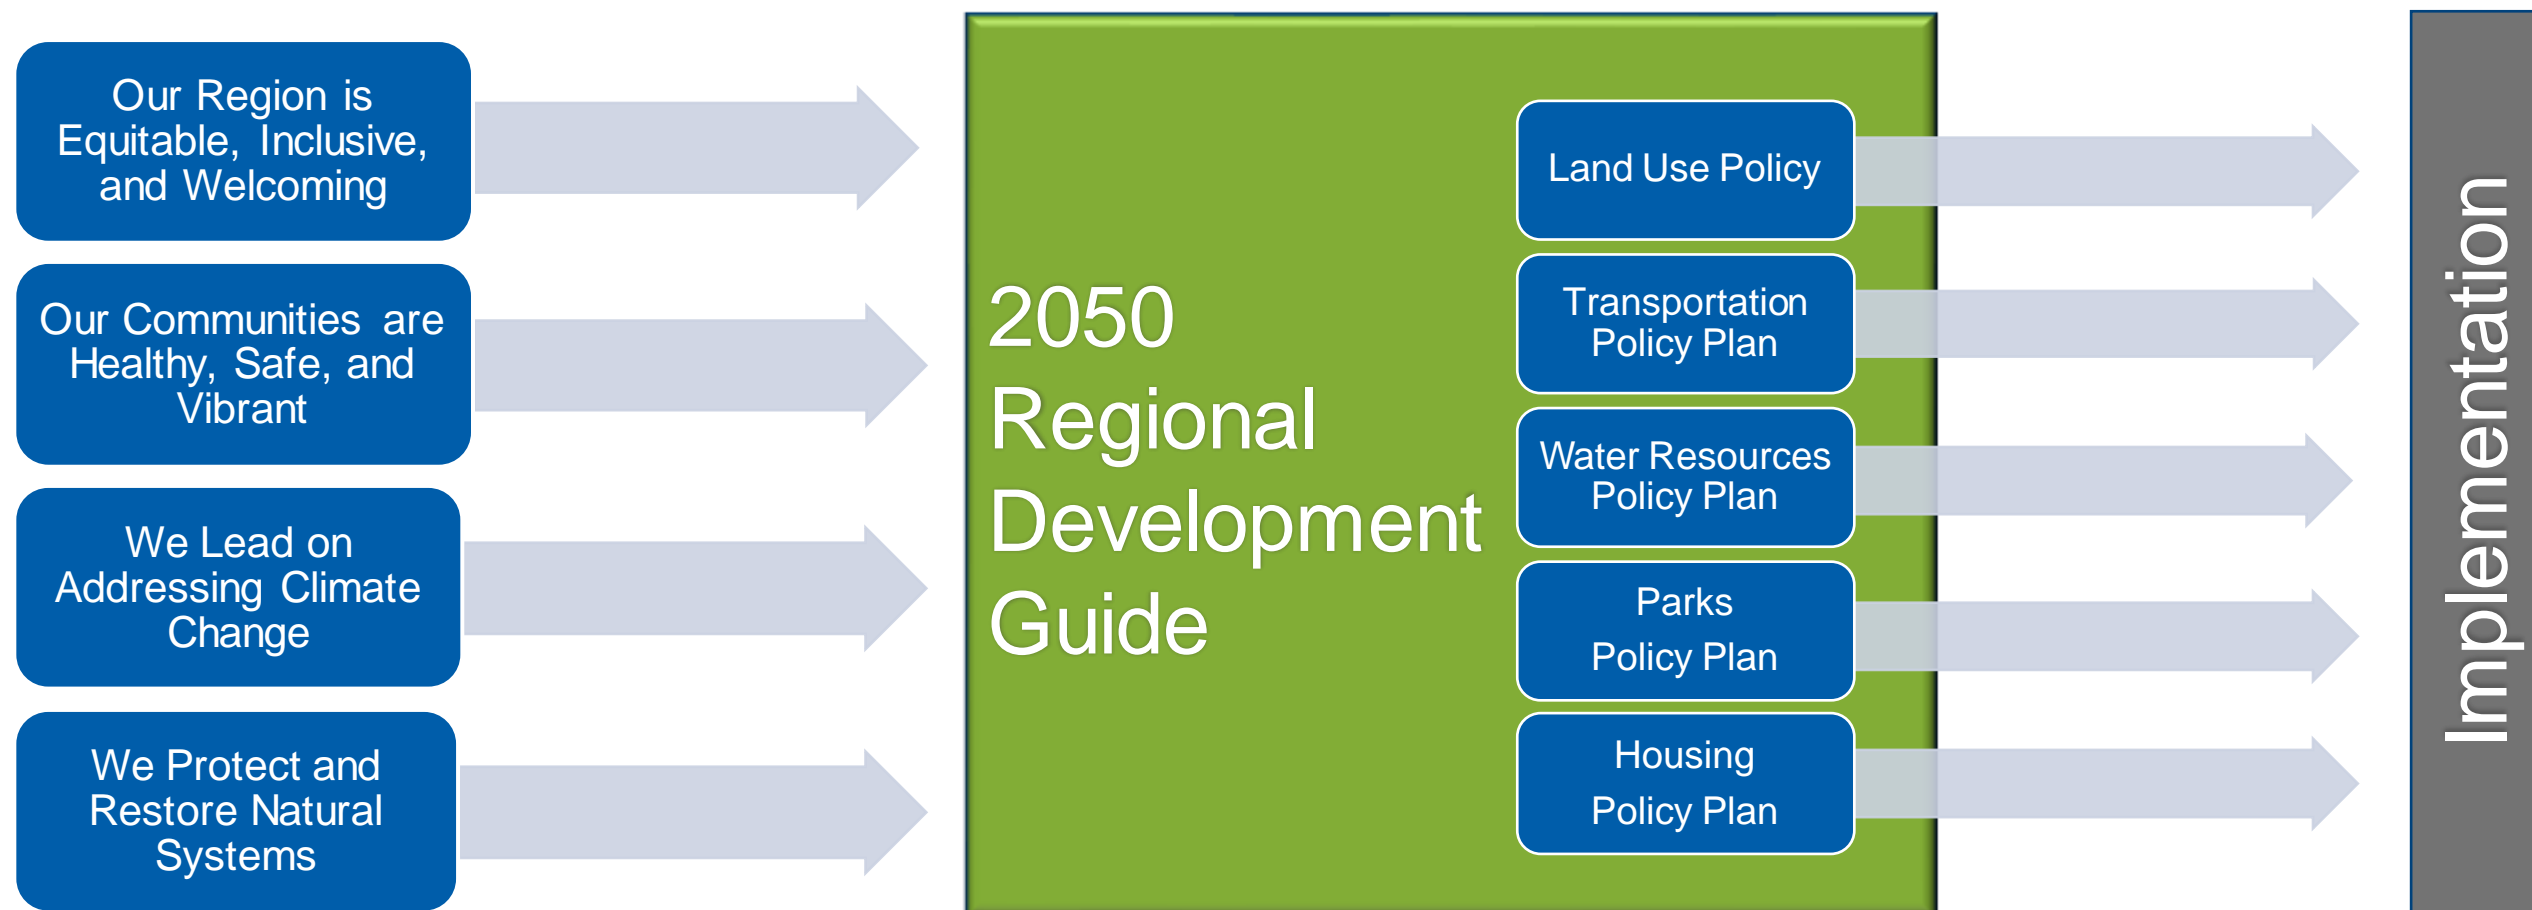 Our Region is
Equitable, Inclusive,
and Welcoming
Our Communities are
Healthy, Safe, and
Vibrant
We Lead on
Addressing Climate
Change
We Protect and
Restore Natural
Systems
2050
Regional
Development
Guide
Land Use Policy
Transportation
Policy Plan
Water Resources
Policy Plan
Parks
Policy Plan
Housing
Policy Plan
Implementation